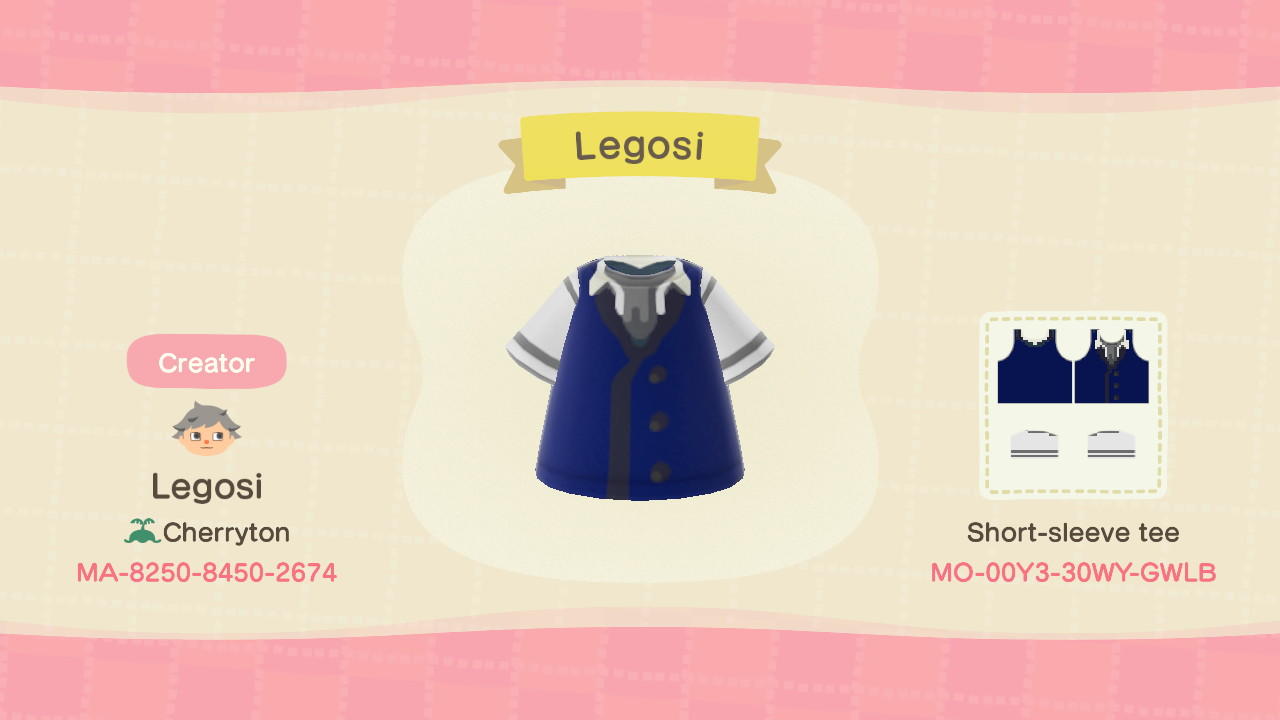 Legosi
Creator
Legosi
Cherryton
MA-8250-8450-2674
Short-sleeve tee
MO-00Y3-30WY-GWLB